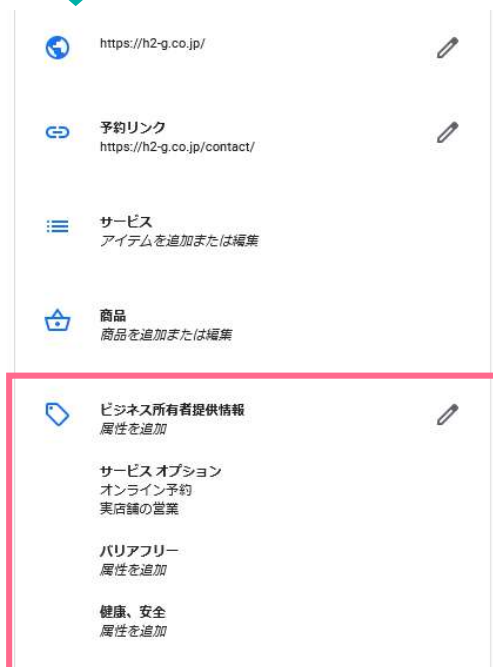 https://h2-g.co.jp/
予約リンク
https://h2-g.co.jp/contact/
サービス
アイテムを追加または編集
商品
商品を追加または編集
ビジネス所有者提供情報
属性を追加
サービス オプション
オンライン予約
実店舗の営業
バリアフリー
属性を追加
健康、安全
属性を追加